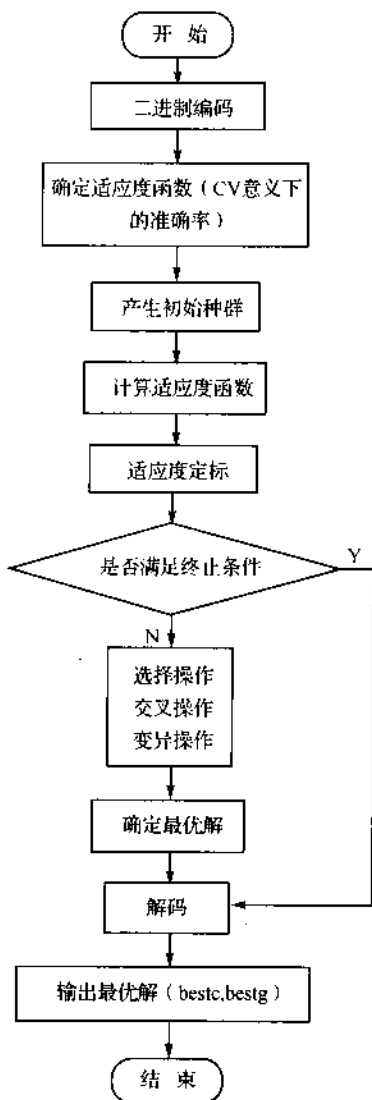 开 始
二进制编码
确定适应度函数（CV意义下
的准确率）
产生初始种群
计算适应度函数
适应度定标
是否满足终止条件
Y
N
选择操作
交叉操作
变异操作
确定最优解
解码
输出最优解（bestc,bestg）
结 束